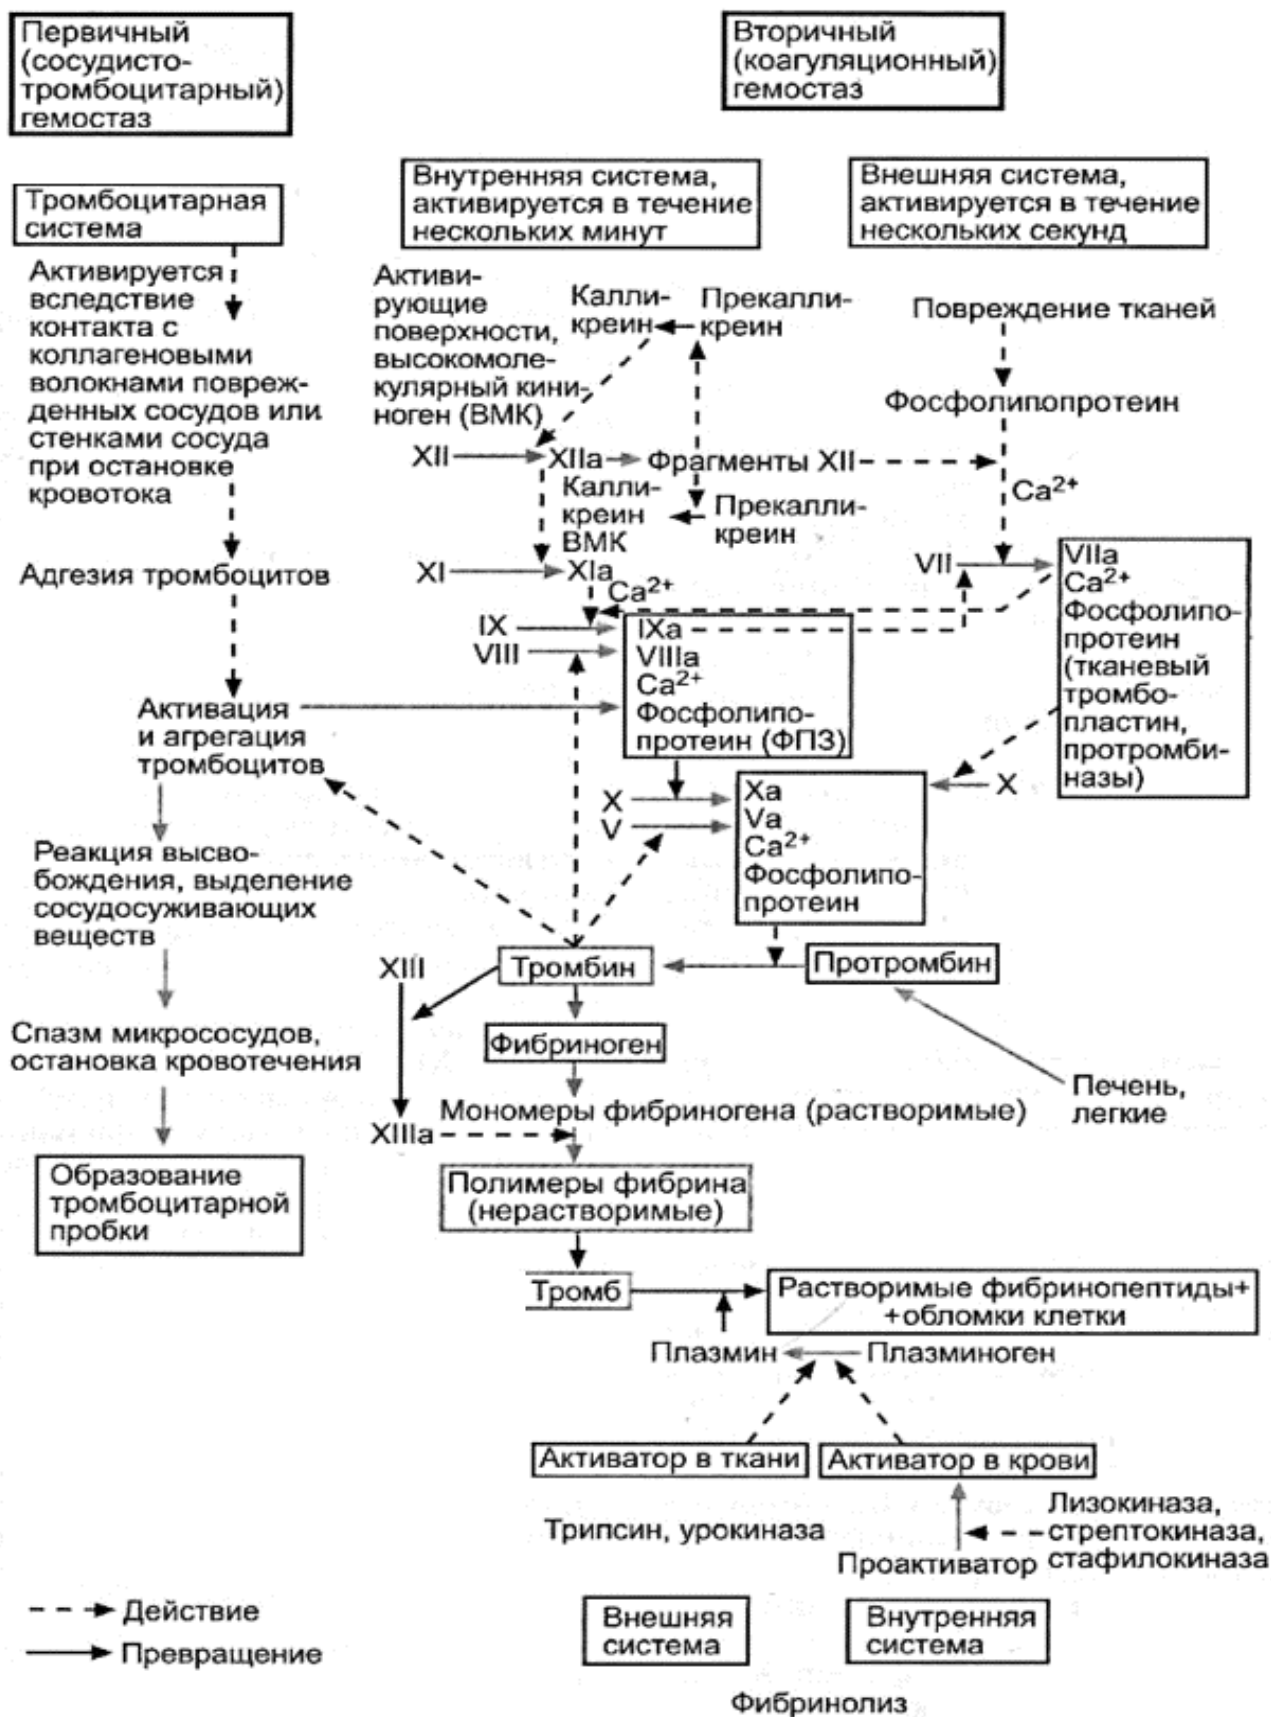 Первичный
(сосудисто-
тромбоцитарный)
гемостаз
Вторичный
(коагуляционный)
гемостаз
Тромбоцитарная
система
Внутренняя система,
активируется в течение
нескольких минут
Внешняя система,
активируется в течение
нескольких секунд
Активируется
вследствие
контакта с
коллагеновыми
волокнами повреж-
денных сосудов или
стенками сосуда
при остановке
кровотока
Активи-
рующие
поверхности,
высокомоле-
кулярный кини-
ноген (ВМК)
Калли-
креин
Прекалли-
креин
Повреждение тканей
Фосфолипопротеин
XII
XIIa
Фрагменты XII
Ca2+
Калли-
креин
ВМК
Прекалли-
креин
Адгезия тромбоцитов
XI
XIa
Ca2+
VII
VIIa
Ca2+
Фосфолипо-
протеин
(тканевый
тромбо-
пластин,
протромби-
назы)
IX
VIII
IXa
VIIIa
Ca2+
Фосфолипо-
протеин (ФПЗ)
Активация
и агрегация
тромбоцитов
X
V
Xa
Va
Ca2+
Фосфолипо-
протеин
X
Реакция высво-
бождения, выделение
сосудосуживающих
веществ
XIII
Тромбин
Протромбин
Спазм микрососудов,
остановка кровотечения
Фибриноген
Печень,
легкие
Мономеры фибриногена (растворимые)
XIIIa
Образование
тромбоцитарной
пробки
Полимеры фибрина
(нерастворимые)
Тромб
Растворимые фибринопептиды+
+обломки клетки
Плазмин
Плазминоген
Активатор в ткани
Активатор в крови
Трипсин, урокиназа
Лизокиназа,
стрептокиназа,
стафилокиназа
Проактиватор
Действие
Превращение
Внешняя
система
Внутренняя
система
Фибринолиз